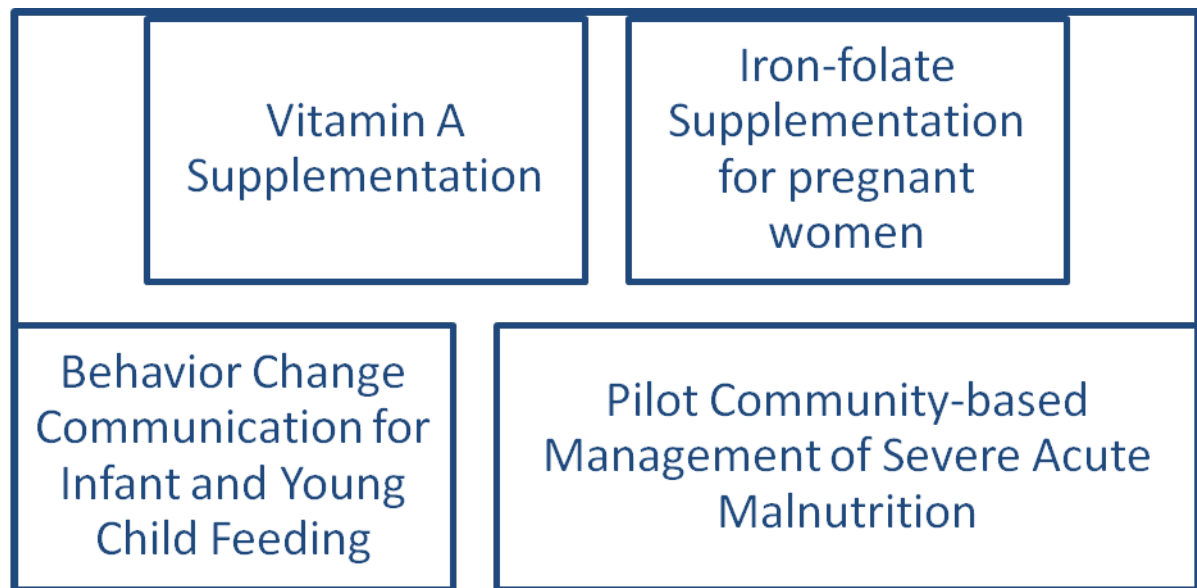 Vitamin A
Supplementation
Iron-folate
Supplementation
for pregnant
women
Behavior Change
Communication for
Infant and Young
Child Feeding
Pilot Community-based
Management of Severe Acute
Malnutrition